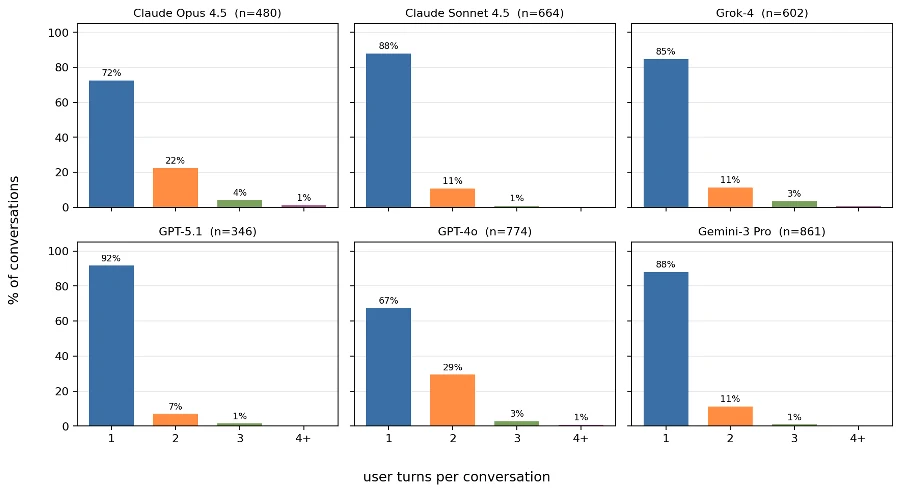 Claude Opus 4.5 (n=480)
Claude Sonnet 4.5 (n=664)
Grok-4 (n=602)
100
80
60
40
20
0
72%
22%
4%
1%
88%
11%
1%
85%
11%
3%
% of conversations
GPT-5.1 (n=346)
GPT-4o (n=774)
Gemini-3 Pro (n=861)
100
80
60
40
20
0
92%
7%
1%
67%
29%
3%
1%
88%
11%
1%
1 2 3 4+
1 2 3 4+
1 2 3 4+
user turns per conversation